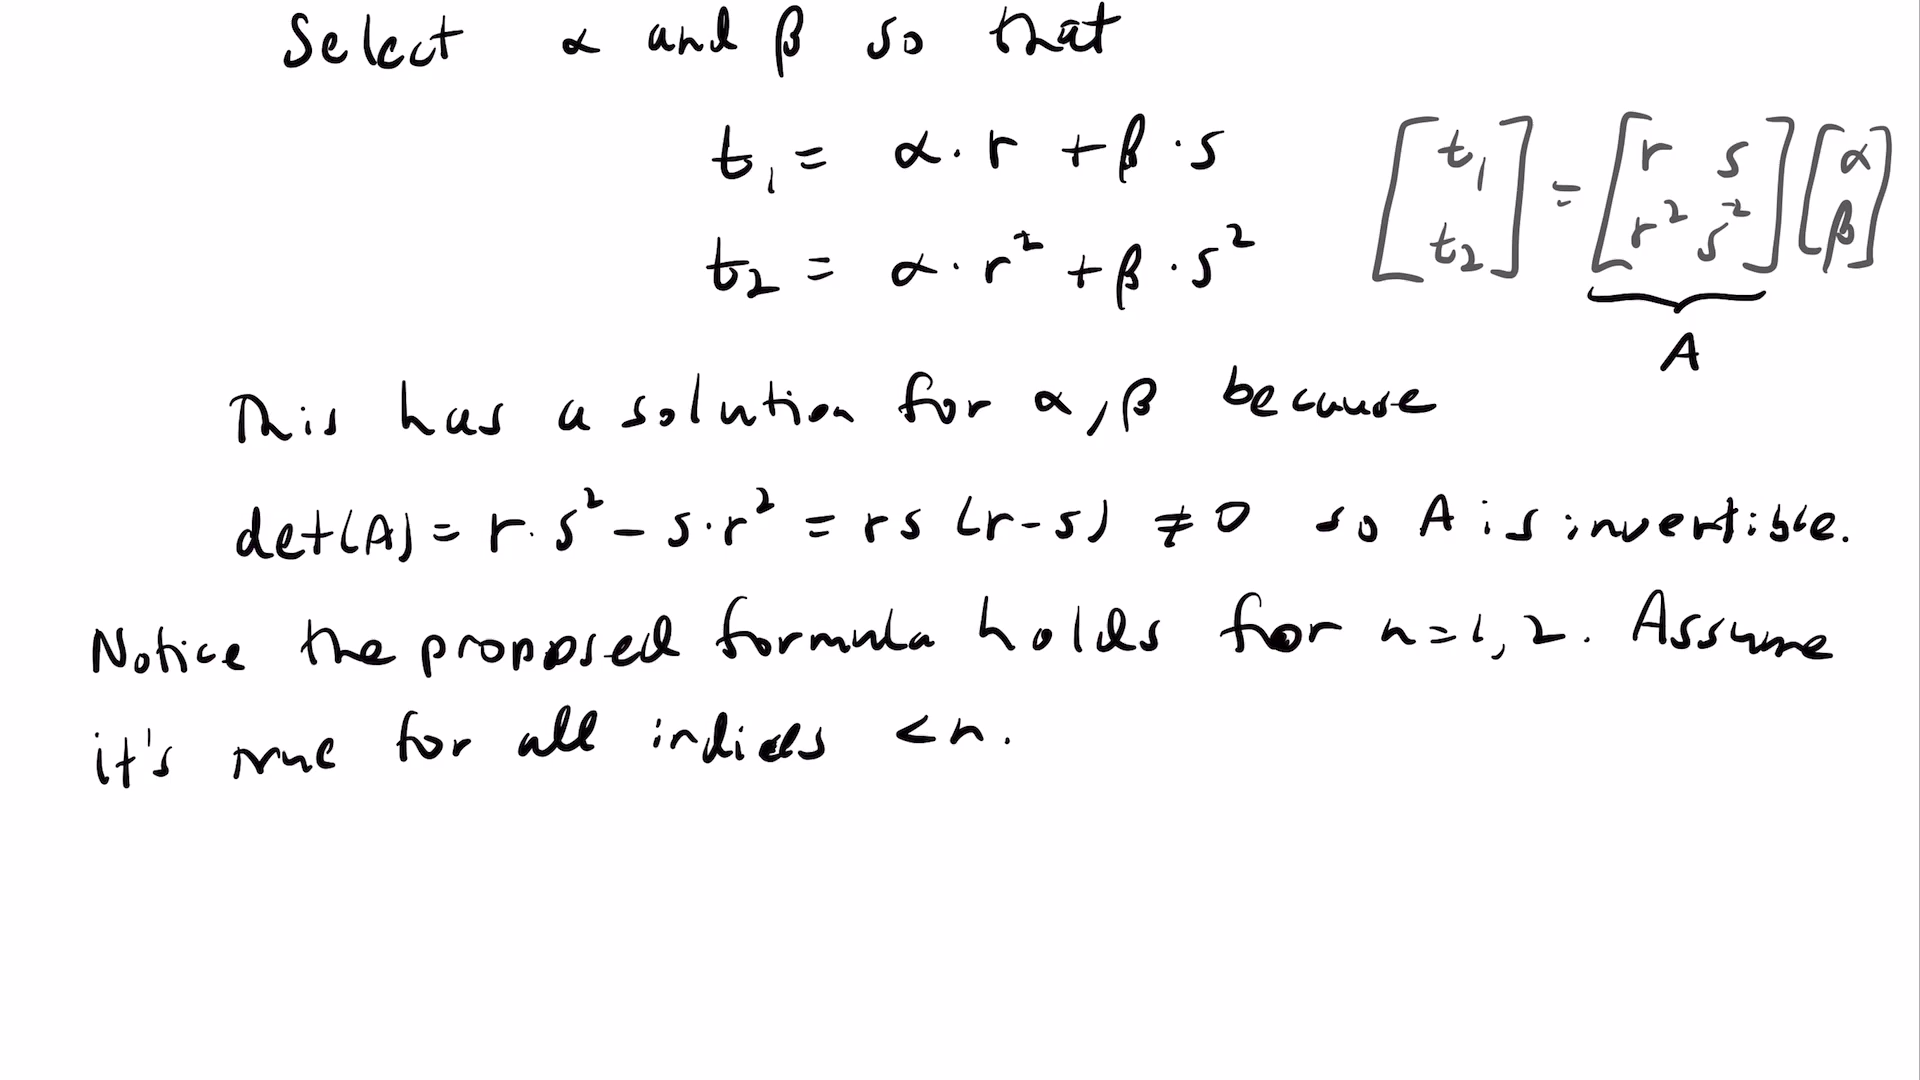 Select α and β so that
t₁ = α · r + β · s
t₂ = α · r² + β · s²
[t₁ t₂] = [r s r² s²] [α β]
A
This has a solution for α, β because
det(A) = r · s² − s · r² = rs (r − s) ≠ 0 so A is invertible.
Notice the proposed formula holds for n = 1, 2. Assume
it's true for all indices < n.